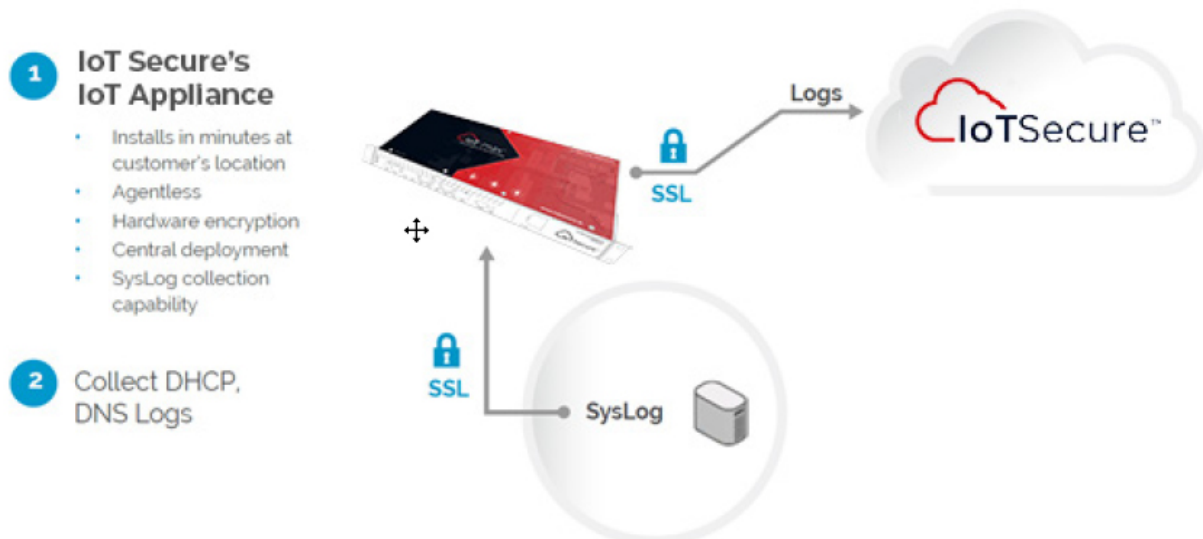 1
IoT Secure's
IoT Appliance
• Installs in minutes at
customer's location
• Agentless
• Hardware encryption
• Central deployment
• SysLog collection
capability
2
Collect DHCP,
DNS Logs
SSL
Logs
IoTSecure™
SSL
SysLog